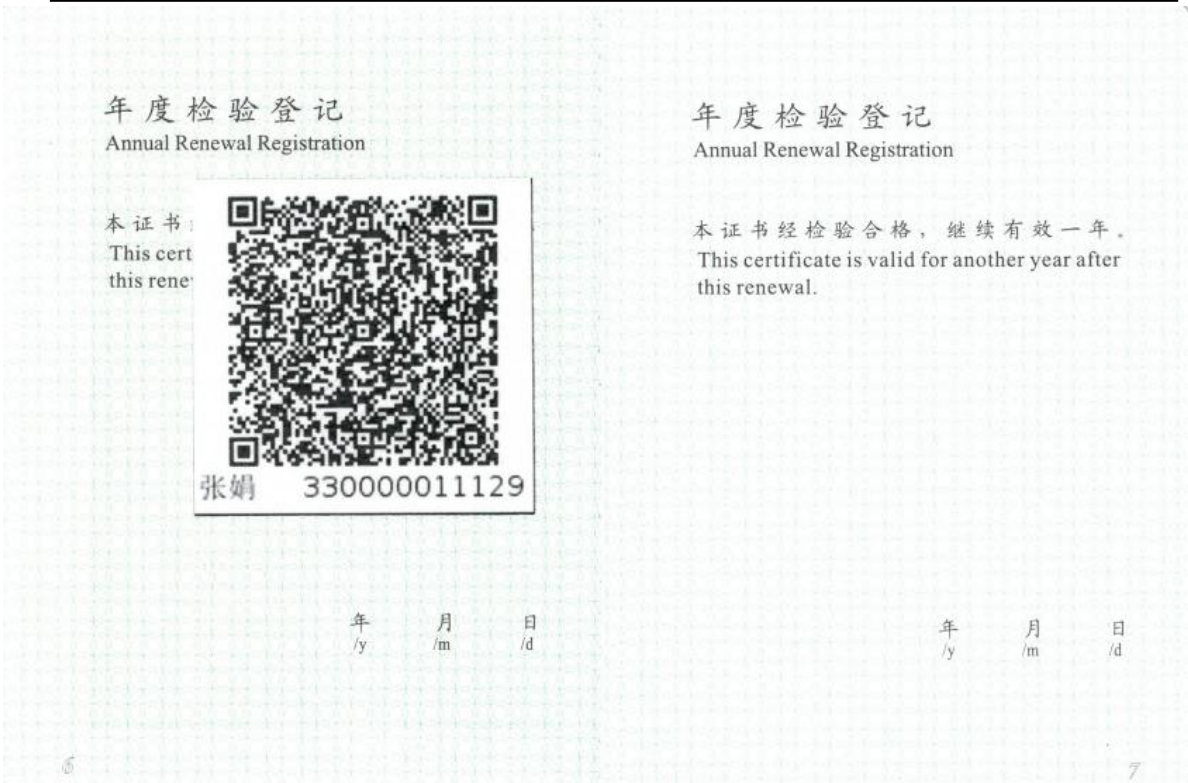 年度检验登记
Annual Renewal Registration
本证书
This cert
this rene
张娟 330000011129
年 月 日
/y /m /d
6
年度检验登记
Annual Renewal Registration
本证书经检验合格，继续有效一年。
This certificate is valid for another year after
this renewal.
年 月 日
/y /m /d
7